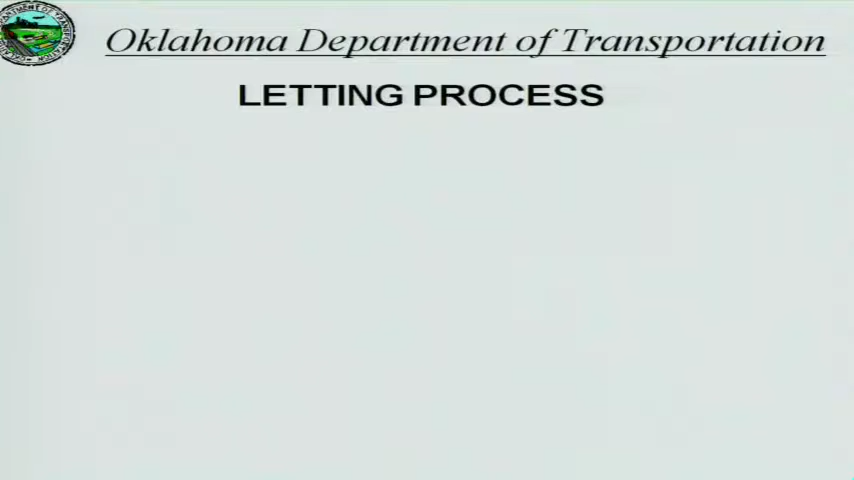 Oklahoma Department of Transportation
LETTING PROCESS